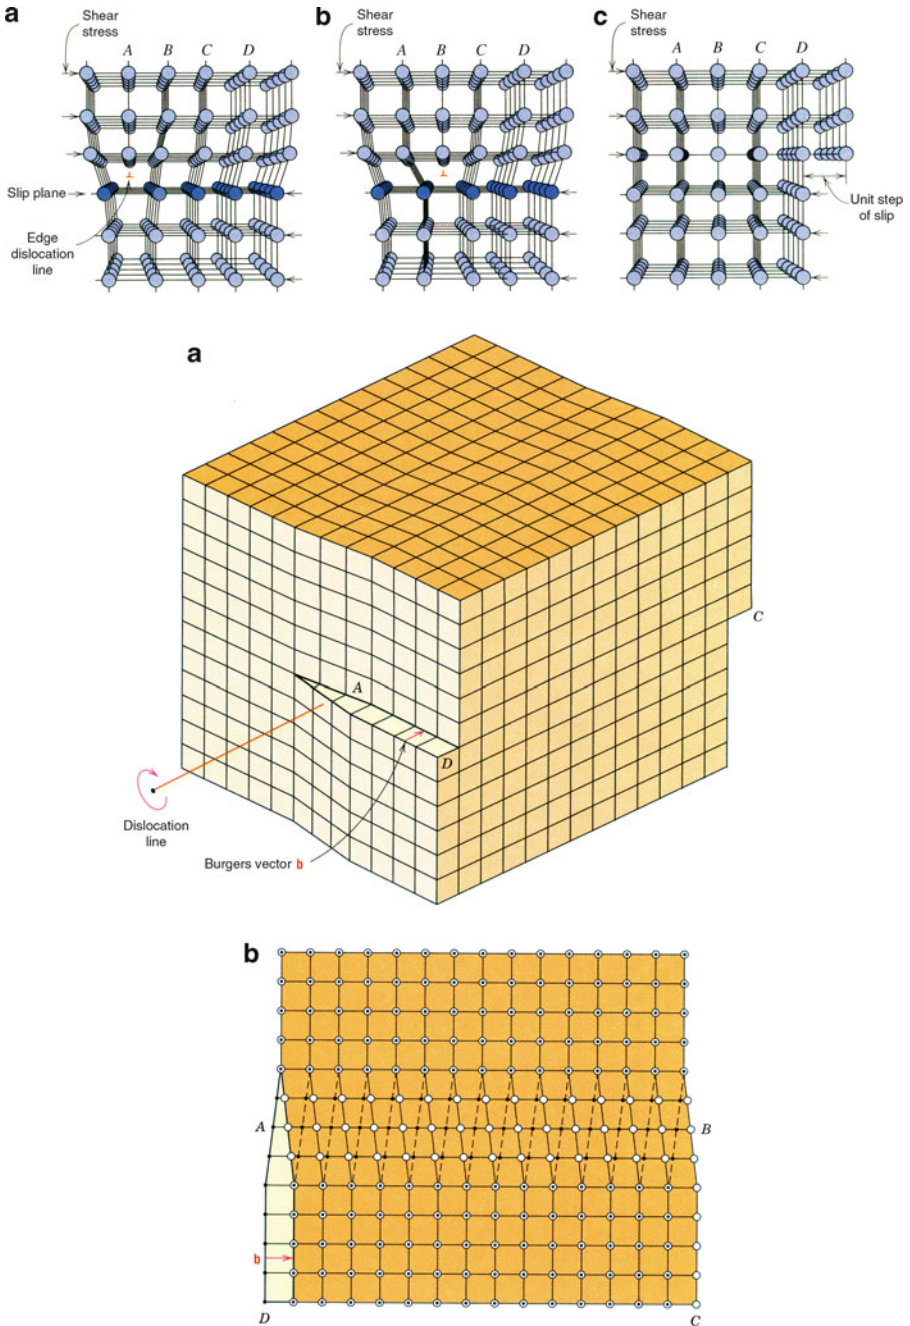 a
Shear
stress
A B C D
Slip plane
Edge
dislocation
line
b
Shear
stress
A B C D
c
Shear
stress
A B C D
Unit step
of slip
a
C
A
D
Dislocation
line
Burgers vector b
b
A
B
b
D
C